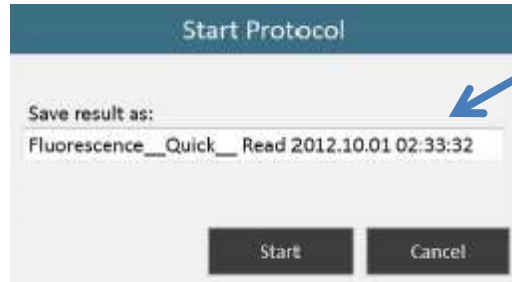 Start Protocol
Save result as:
Fluorescence__Quick__ Read 2012.10.01 02:33:32
Start
Cancel